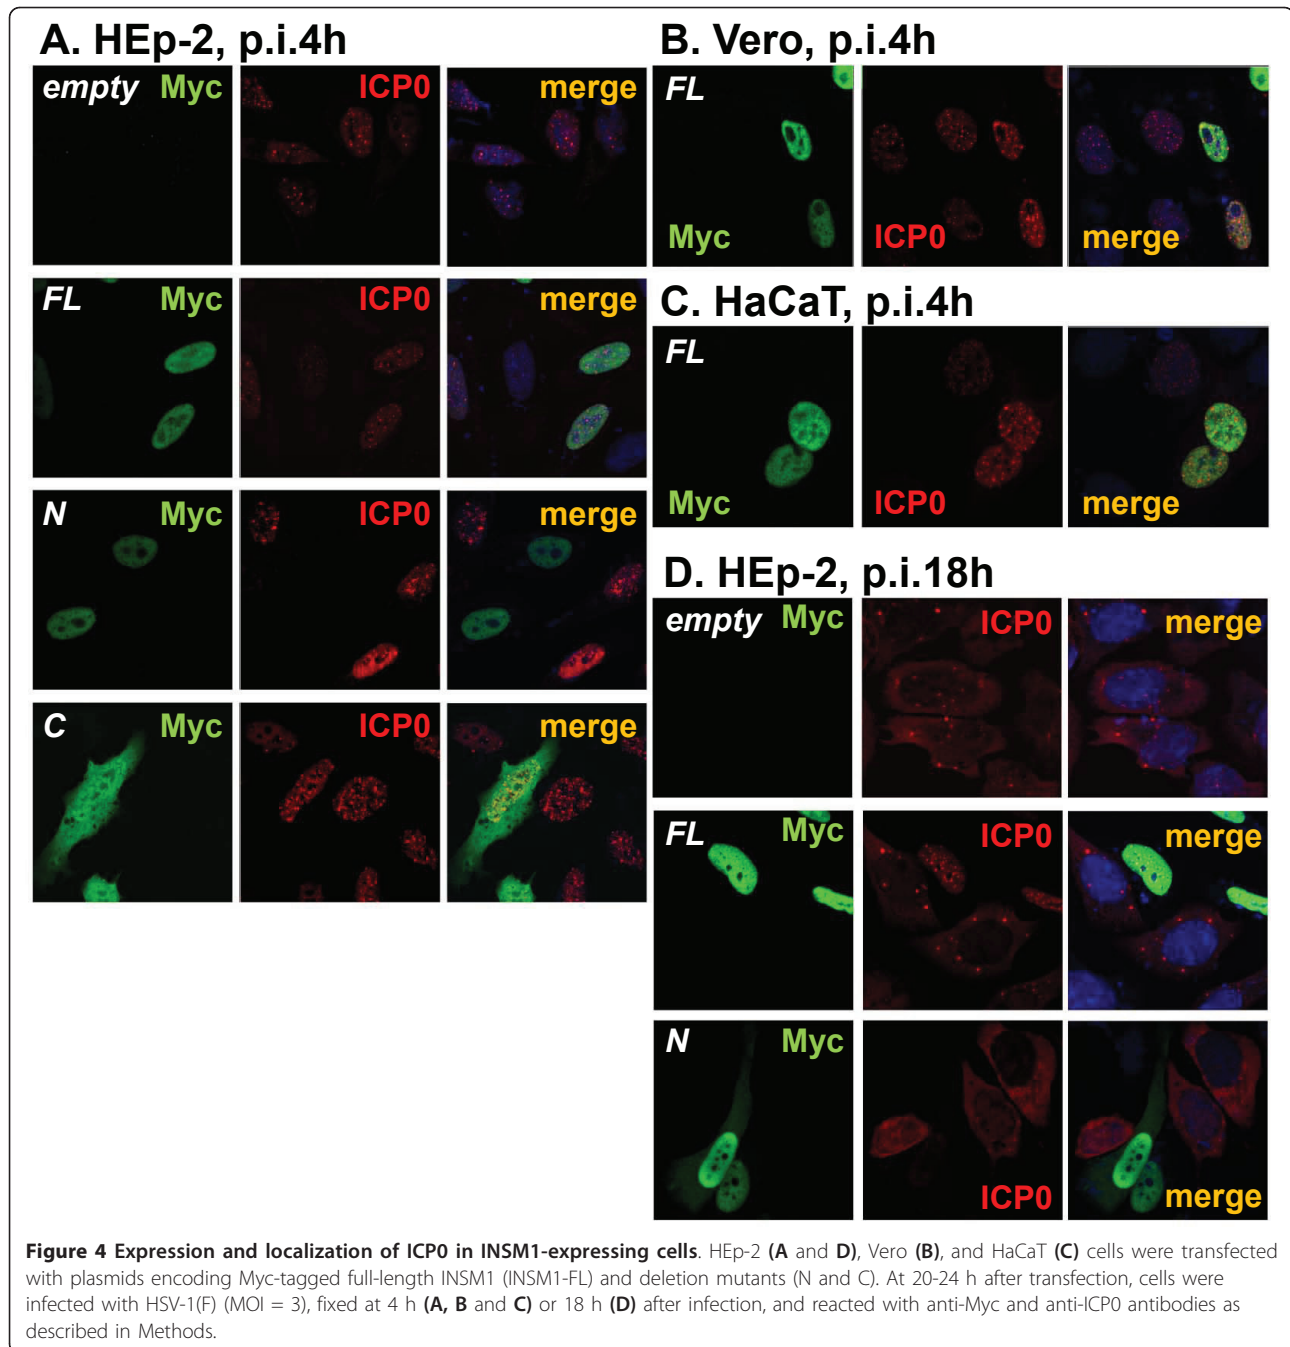 A. HEp-2, p.i.4h
empty Myc ICP0 merge
FL Myc ICP0 merge
N Myc ICP0 merge
C Myc ICP0 merge
B. Vero, p.i.4h
FL
Myc ICP0 merge
C. HaCaT, p.i.4h
FL
Myc ICP0 merge
D. HEp-2, p.i.18h
empty Myc ICP0 merge
FL Myc ICP0 merge
N Myc
ICP0 merge
Figure 4 Expression and localization of ICP0 in INSM1-expressing cells. HEp-2 (A and D), Vero (B), and HaCaT (C) cells were transfected
with plasmids encoding Myc-tagged full-length INSM1 (INSM1-FL) and deletion mutants (N and C). At 20-24 h after transfection, cells were
infected with HSV-1(F) (MOI = 3), fixed at 4 h (A, B and C) or 18 h (D) after infection, and reacted with anti-Myc and anti-ICP0 antibodies as
described in Methods.